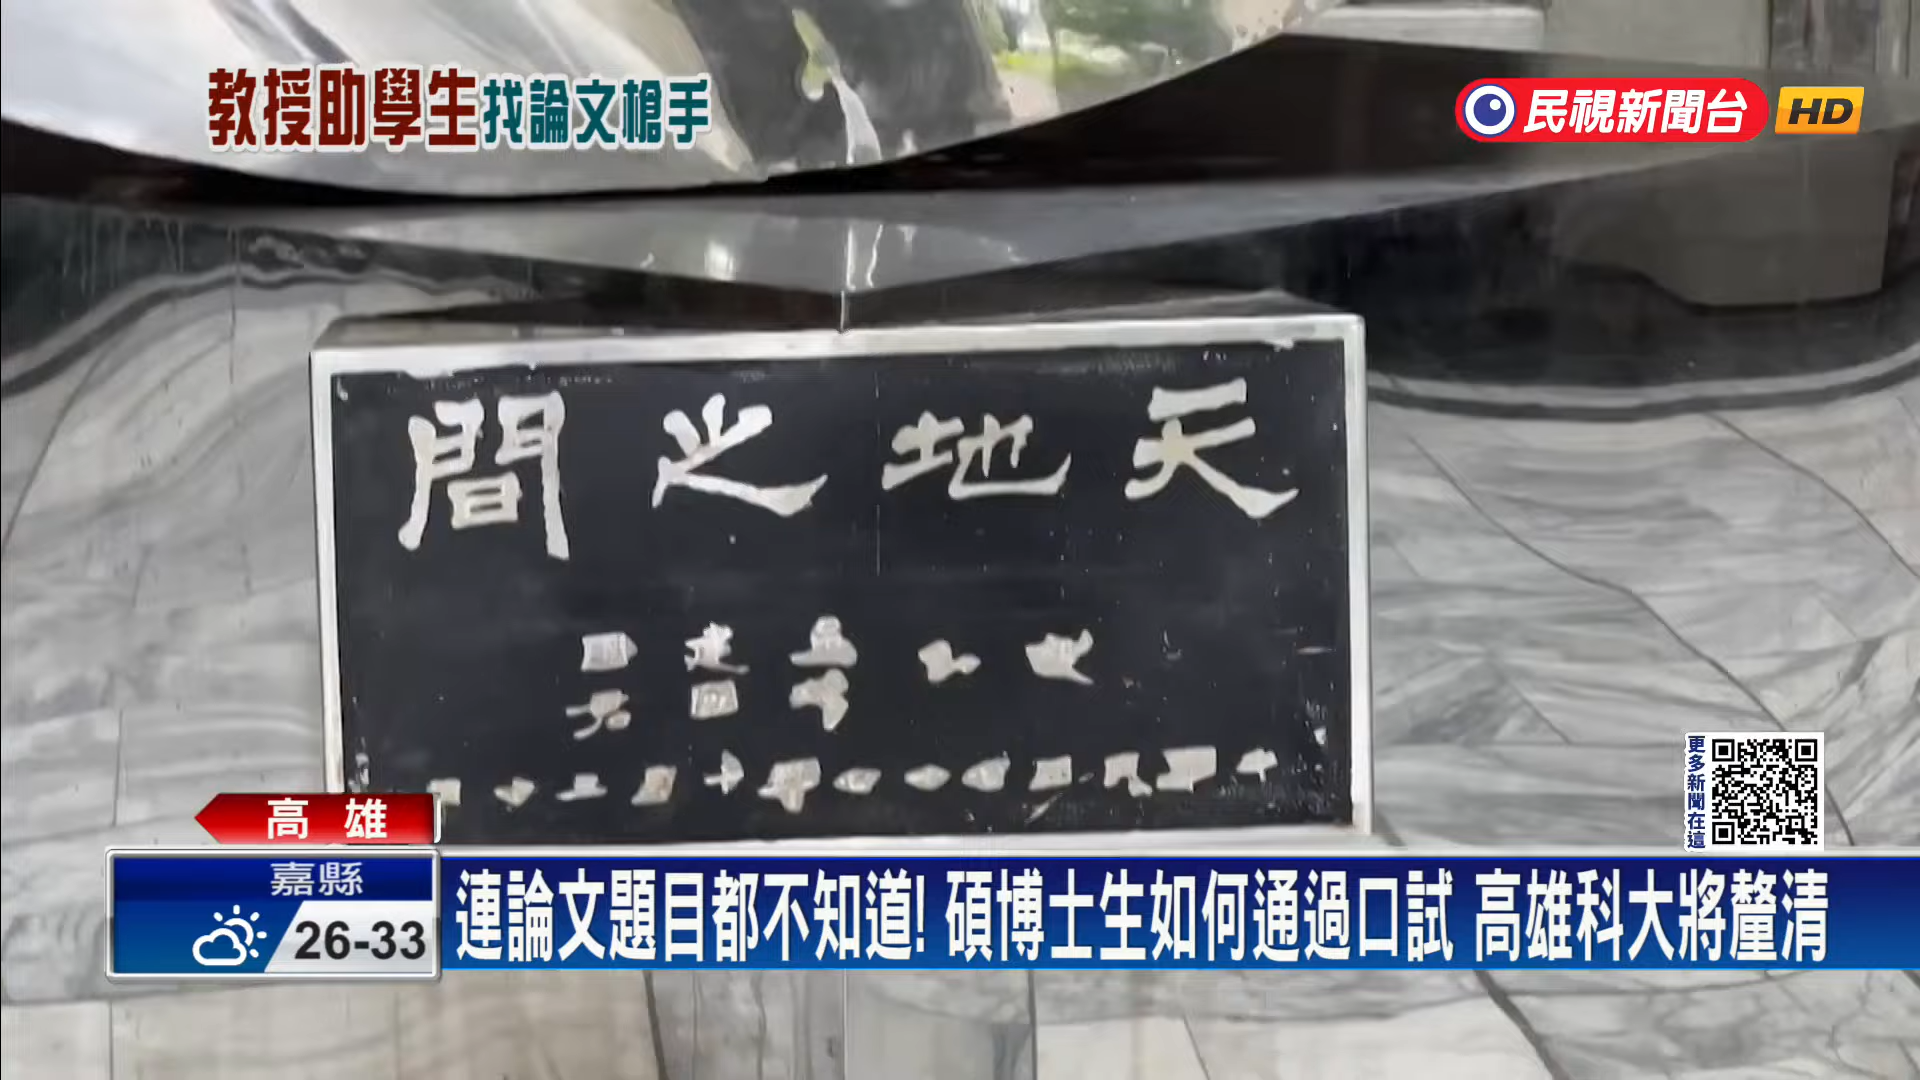 教授助學生找論文槍手
民視新聞台 HD
天地之間
更多新聞在這
高雄
嘉縣
26-33
連論文題目都不知道! 碩博士生如何通過口試 高雄科大將釐清